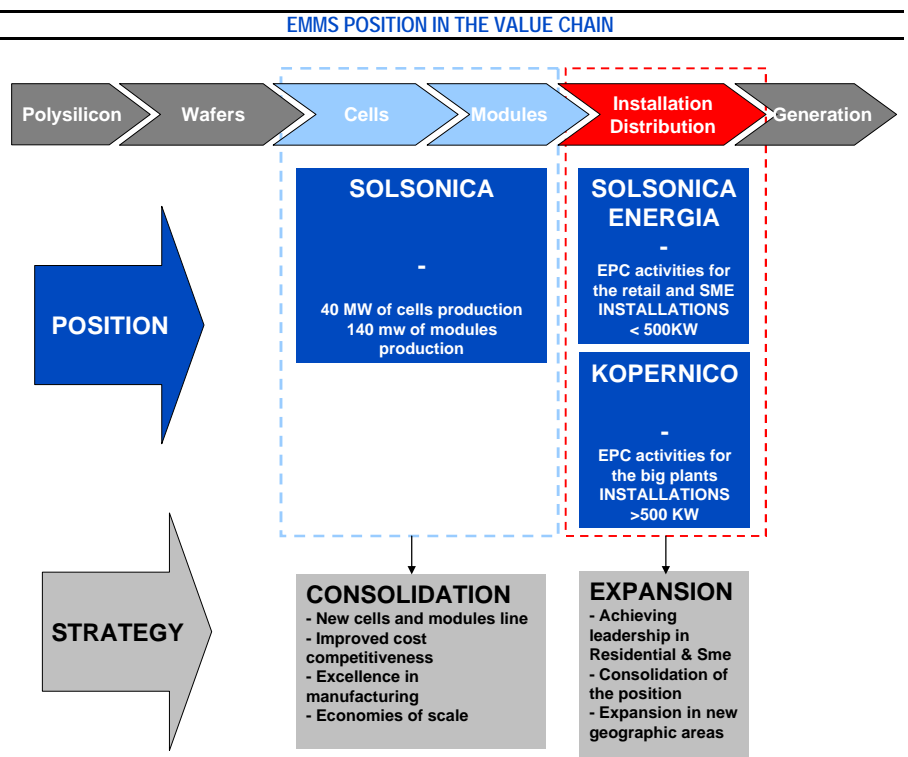 EMMS POSITION IN THE VALUE CHAIN
Polysilicon
Wafers
Cells
Modules
Installation
Distribution
Generation
POSITION
SOLSONICA
-
40 MW of cells production
140 mw of modules
production
SOLSONICA
ENERGIA
-
EPC activities for
the retail and SME
INSTALLATIONS
< 500KW
KOPERNICO
-
EPC activities for
the big plants
INSTALLATIONS
>500 KW
STRATEGY
CONSOLIDATION
- New cells and modules line
- Improved cost
competitiveness
- Excellence in
manufacturing
- Economies of scale
EXPANSION
- Achieving
leadership in
Residential & Sme
- Consolidation of
the position
- Expansion in new
geographic areas